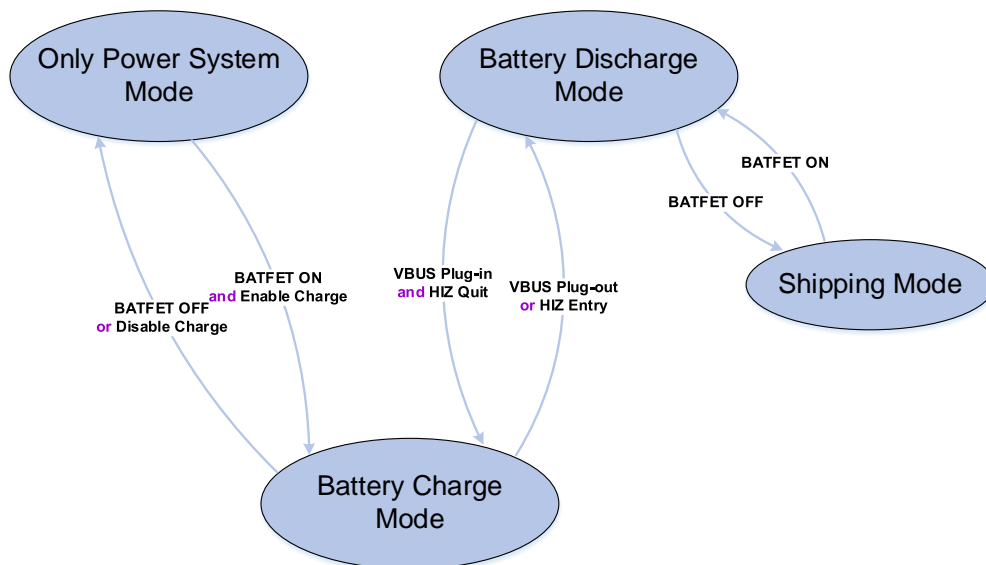 Only Power System
Mode
Battery Discharge
Mode
BATFET ON
BATFET OFF
Shipping Mode
VBUS Plug-in
and HIZ Quit
VBUS Plug-out
or HIZ Entry
BATFET ON
and Enable Charge
BATFET OFF
or Disable Charge
Battery Charge
Mode